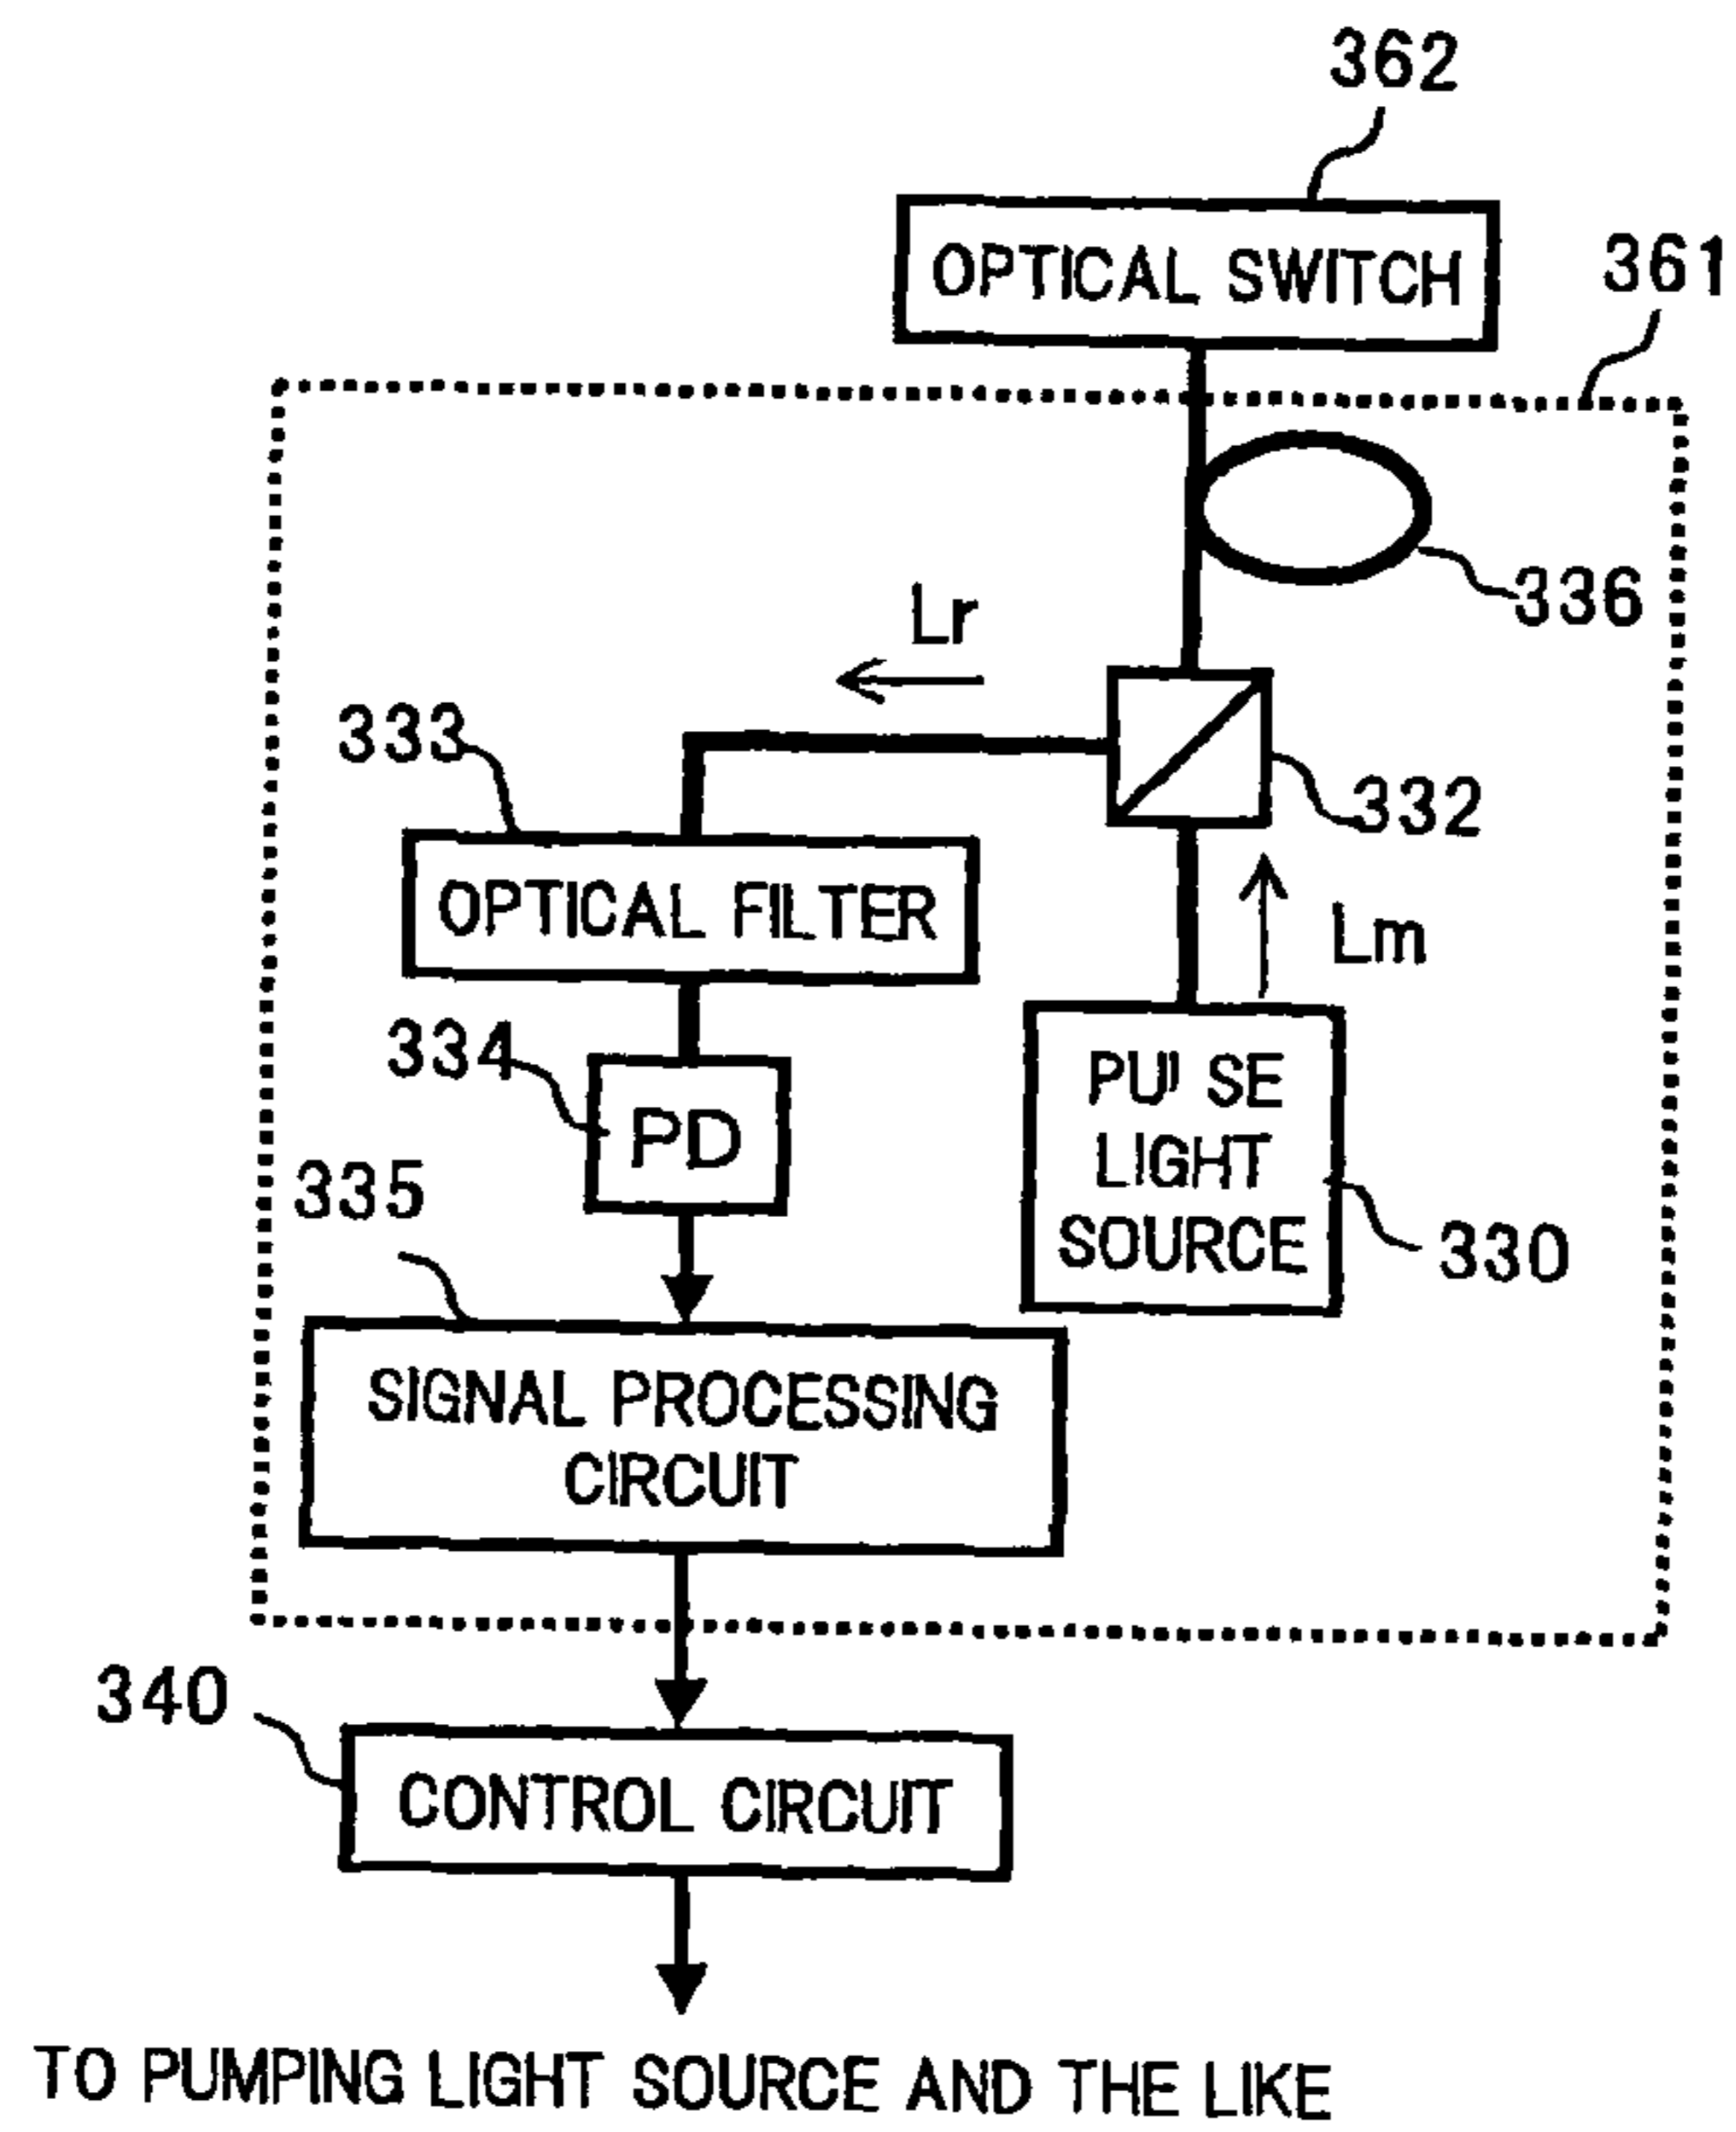 362
OPTICAL SWITCH
361
336
Lr
333
332
OPTICAL FILTER
Lm
334
PD
PU' SE
LIGHT
SOURCE
335
330
SIGNAL PROCESSING
CIRCUIT
340
CONTROL CIRCUIT
TO PUMPING LIGHT SOURCE AND THE LIKE